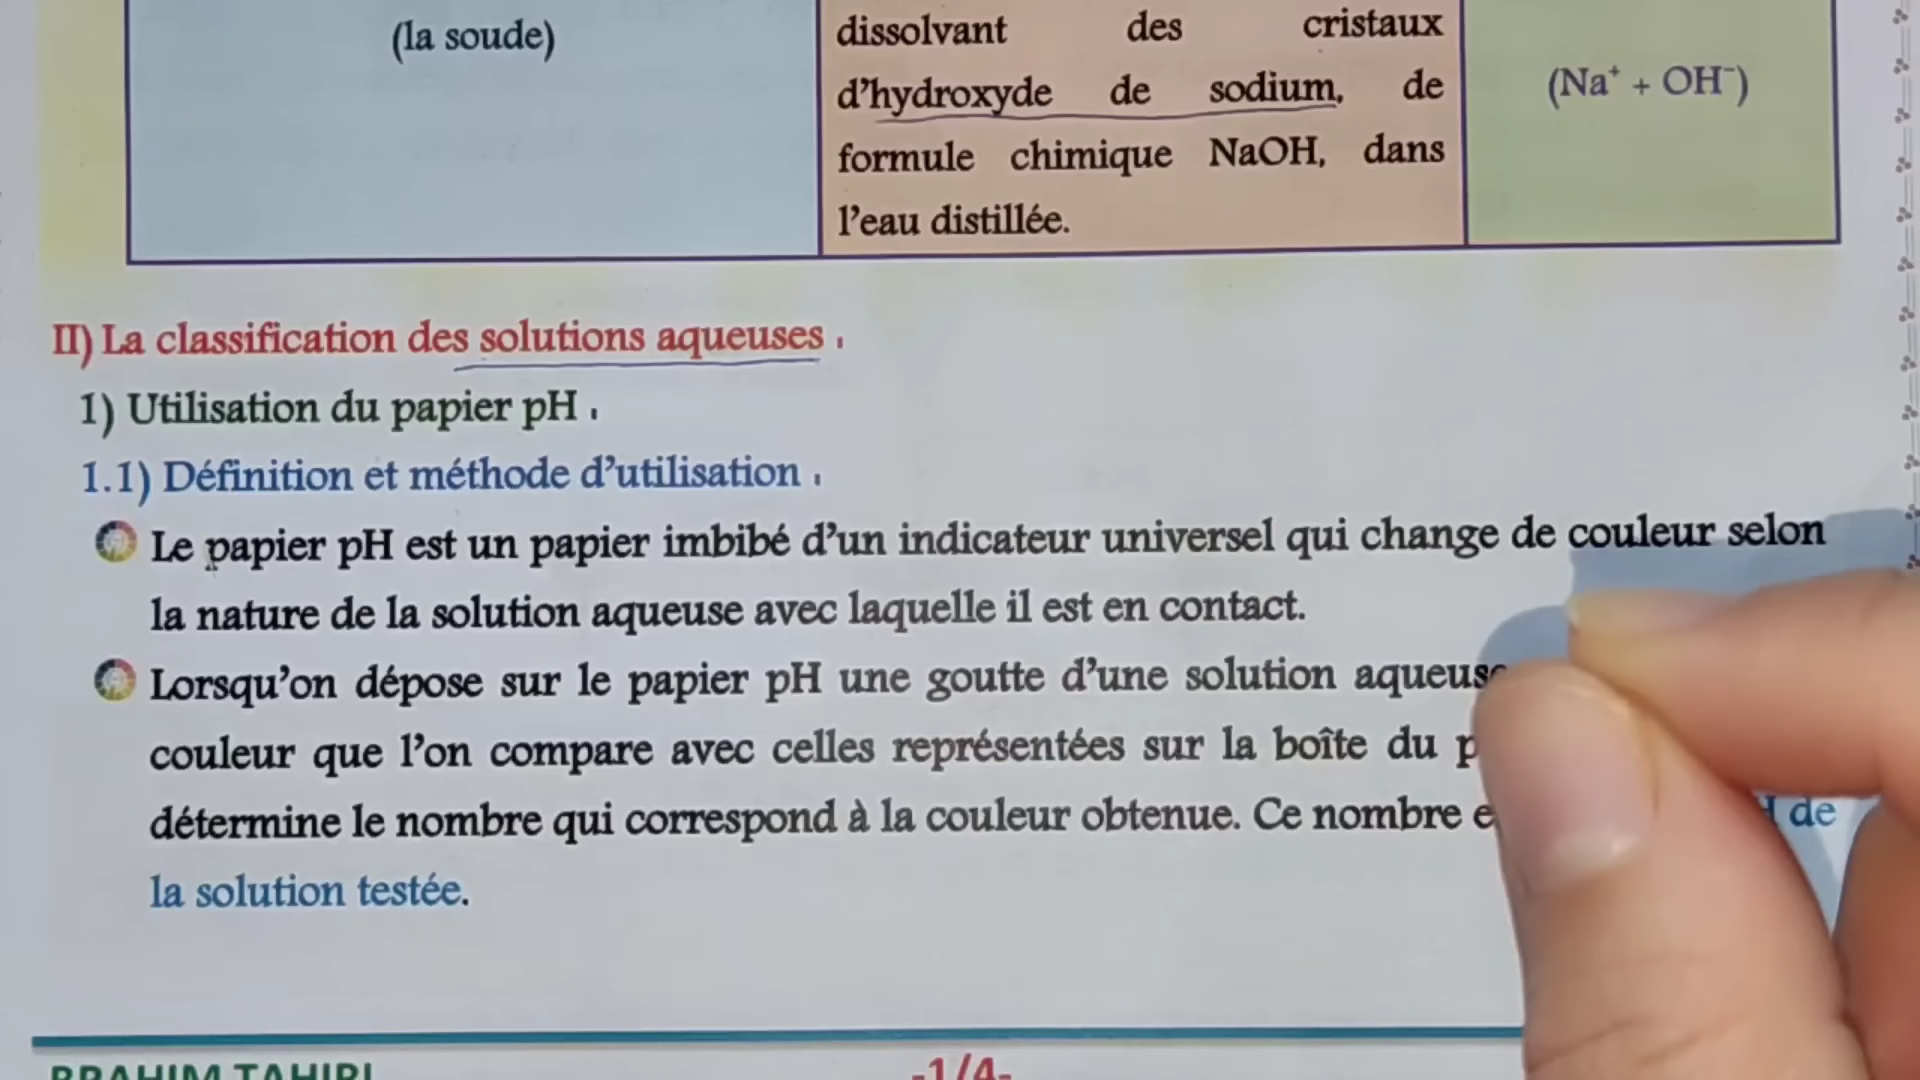 (la soude)
dissolvant des cristaux
d'hydroxyde de sodium, de
formule chimique NaOH, dans
l'eau distillée.
(Na⁺ + OH⁻)
II) La classification des solutions aqueuses :
1) Utilisation du papier pH :
1.1) Définition et méthode d'utilisation :
Le papier pH est un papier imbibé d'un indicateur universel qui change de couleur selon
la nature de la solution aqueuse avec laquelle il est en contact.
Lorsqu'on dépose sur le papier pH une goutte d'une solution aqueuse
couleur que l'on compare avec celles représentées sur la boîte du
détermine le nombre qui correspond à la couleur obtenue. Ce nombre de
la solution testée.
BRAHIM TAHIRI
-1/4-